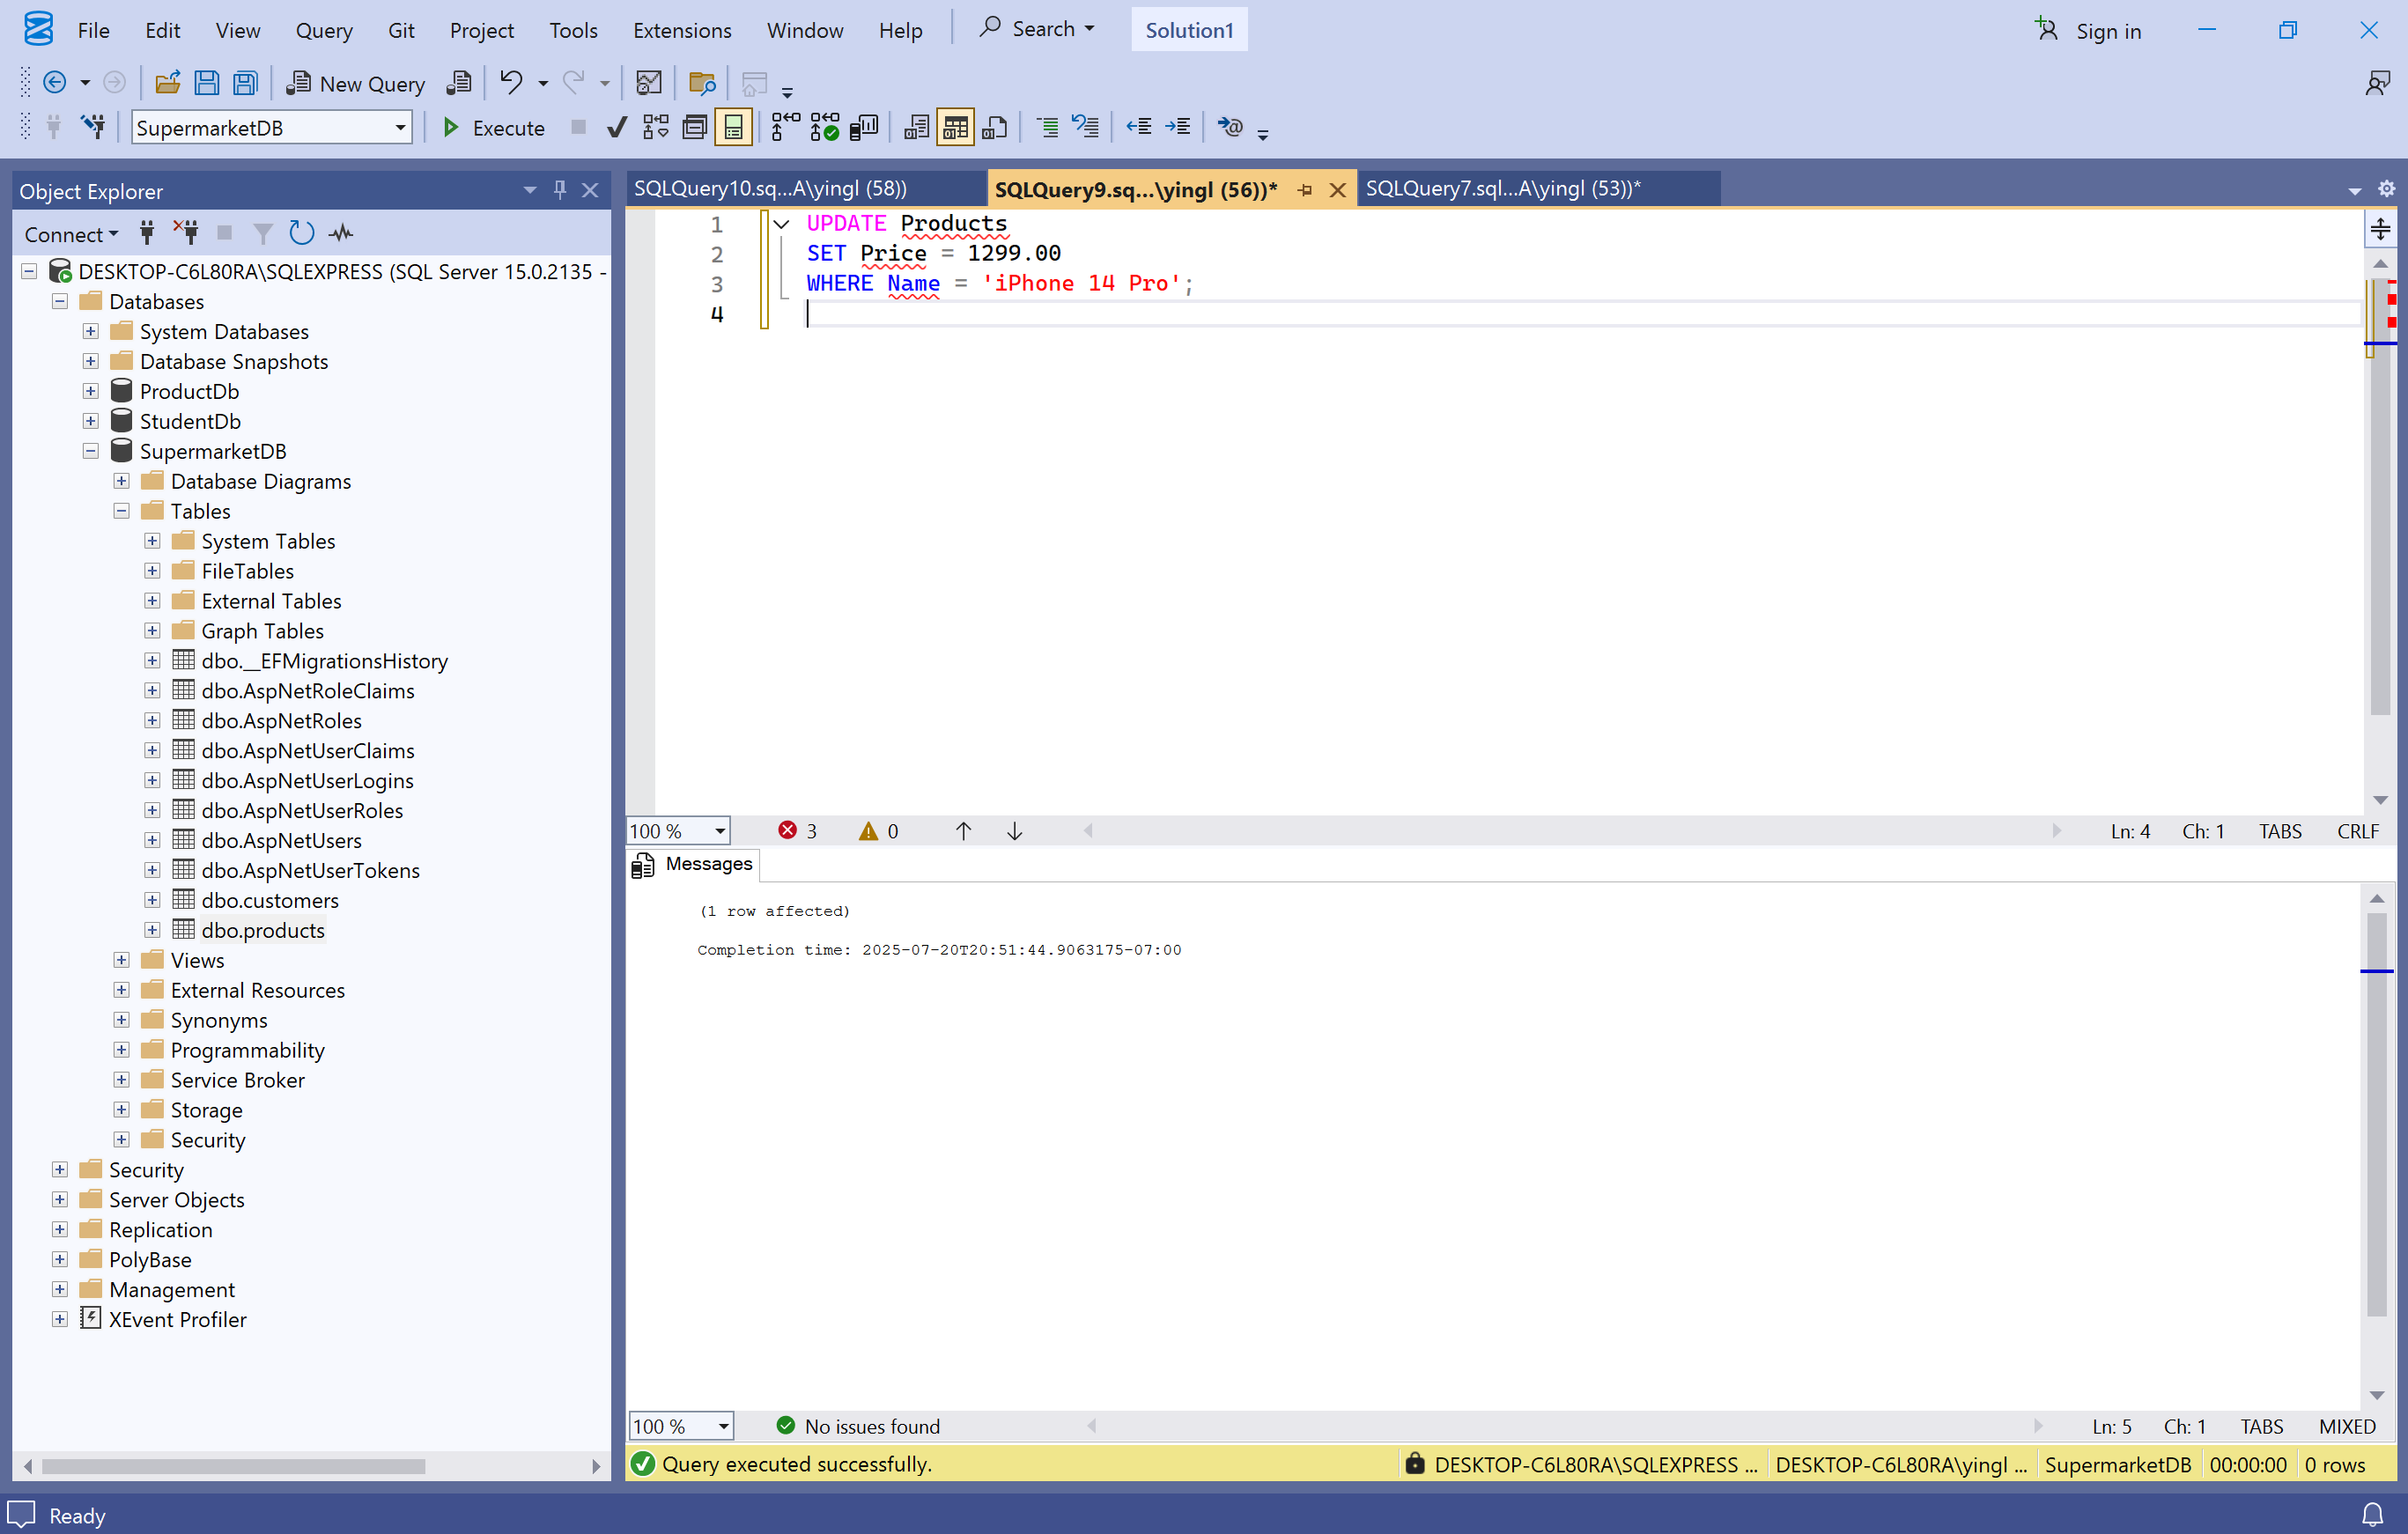 File Edit View Query Git Project Tools Extensions Window Help Search Solution1 Sign in
New Query
SupermarketDB Execute
Object Explorer
Connect
DESKTOP-C6L80RA\SQLEXPRESS (SQL Server 15.0.2135 -
Databases
System Databases
Database Snapshots
ProductDb
StudentDb
SupermarketDB
Database Diagrams
Tables
System Tables
FileTables
External Tables
Graph Tables
dbo.__EFMigrationsHistory
dbo.AspNetRoleClaims
dbo.AspNetRoles
dbo.AspNetUserClaims
dbo.AspNetUserLogins
dbo.AspNetUserRoles
dbo.AspNetUsers
dbo.AspNetUserTokens
dbo.customers
dbo.products
Views
External Resources
Synonyms
Programmability
Service Broker
Storage
Security
Security
Server Objects
Replication
PolyBase
Management
XEvent Profiler
SQLQuery10.sq...A\yingl (58)) SQLQuery9.sq...\yingl (56))* SQLQuery7.sql...A\yingl (53))*
1 UPDATE Products
2 SET Price = 1299.00
3 WHERE Name = 'iPhone 14 Pro';
4
100 % 3 0 Ln: 4 Ch: 1 TABS CRLF
Messages
(1 row affected)
Completion time: 2025-07-20T20:51:44.9063175-07:00
100 % No issues found Ln: 5 Ch: 1 TABS MIXED
Query executed successfully. DESKTOP-C6L80RA\SQLEXPRESS ... DESKTOP-C6L80RA\yingl ... SupermarketDB 00:00:00 0 rows
Ready